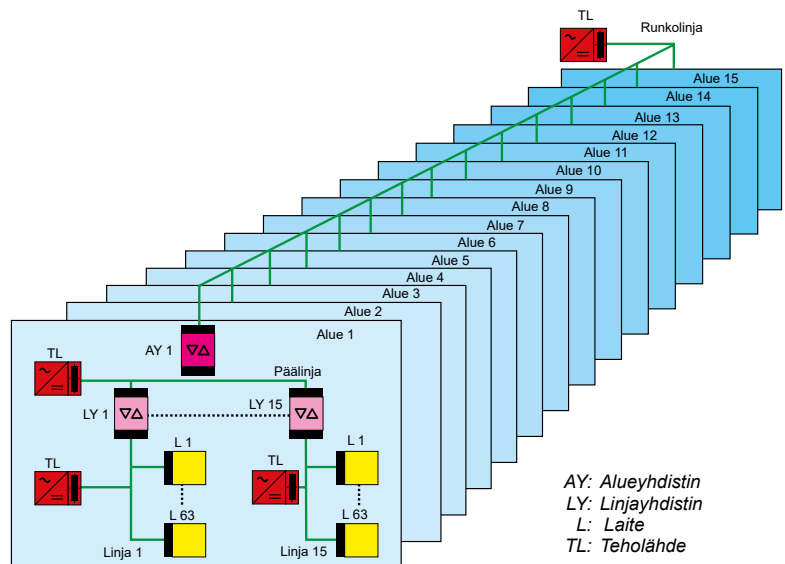 TL
Runkolinja
Alue 15
Alue 14
Alue 13
Alue 12
Alue 11
Alue 10
Alue 9
Alue 8
Alue 7
Alue 6
Alue 5
Alue 4
Alue 3
Alue 2
Alue 1
AY 1
TL
Päälinja
LY 1
LY 15
TL
L 1
L 63
Linja 1
TL
L 1
L 63
Linja 15
AY: Alueyhdistin
LY: Linjayhdistin
L: Laite
TL: Teholähde